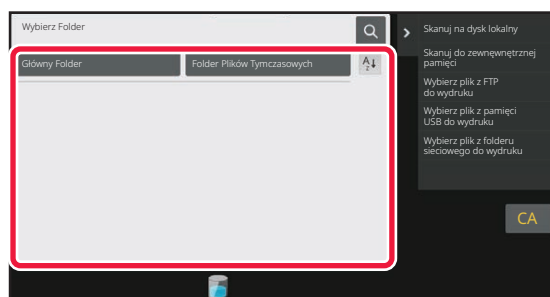 Wybierz Folder
Główny Folder
Folder Plików Tymczasowych
A
Z
Skanuj na dysk lokalny
Skanuj do zewnęwnętrznej
pamięci
Wybierz plik z FTP
do wydruku
Wybierz plik z pamięci
USB do wydruku
Wybierz plik z folderu
sieciowego do wydruku
CA